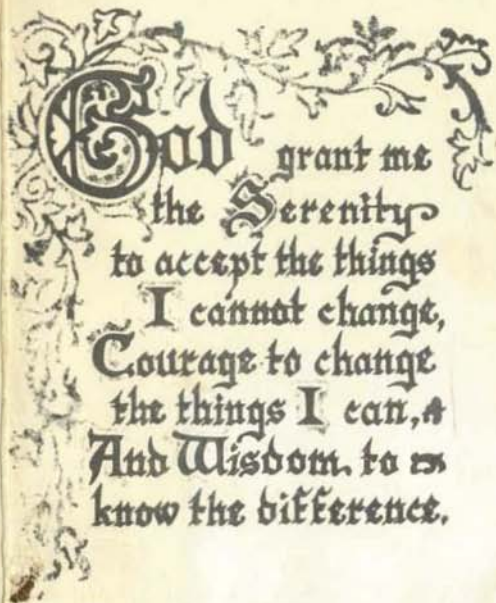 God grant me
the Serenity
to accept the things
I cannot change,
Courage to change
the things I can,
And Wisdom. to
know the difference.